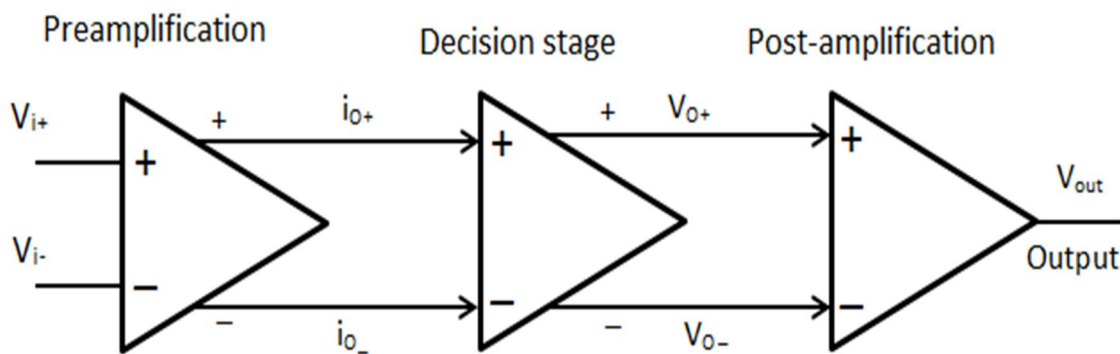 Preamplification
Decision stage
Post-amplification
Vi+
+
i0+
+
V0+
+
+
+
Vout
Vi-
Output
−
−
−
−
i0_
−
V0−